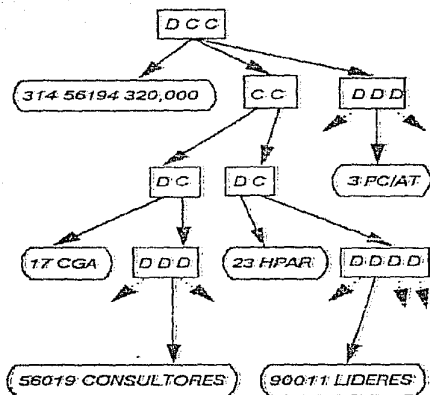 D C C
314 56194 320,000
C C
D D D
D C
D C
3 PC/AT
17 CGA
D D D
23 HPAR
D D D D
56019 CONSULTORES
90011 LIDERES